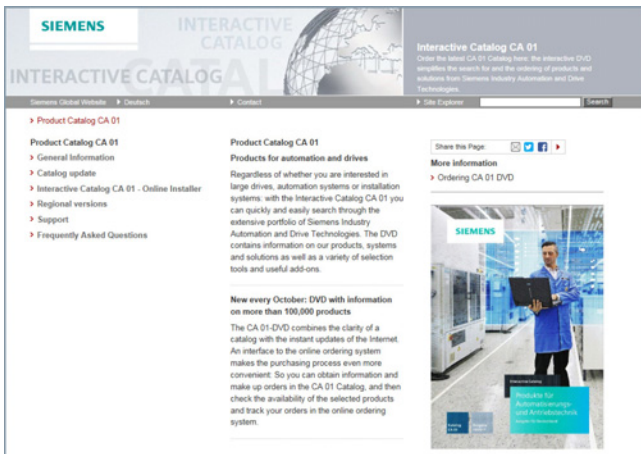 SIEMENS
INTERACTIVE
CATALOG
INTERACTIVE CATALOG
CATAL
Interactive Catalog CA 01
Order the latest CA 01 Catalog here: the interactive DVD
simplifies the search for and the ordering of products and
solutions from Siemens Industry Automation and Drive
Technologies.
Siemens Global Website
Deutsch
Contact
Site Explorer
Search
Product Catalog CA 01
Product Catalog CA 01
General Information
Catalog update
Interactive Catalog CA 01 - Online Installer
Regional versions
Support
Frequently Asked Questions
Product Catalog CA 01
Products for automation and drives
Regardless of whether you are interested in
large drives, automation systems or installation
systems: with the Interactive Catalog CA 01 you
can quickly and easily search through the
extensive portfolio of Siemens Industry
Automation and Drive Technologies. The DVD
contains information on our products, systems
and solutions as well as a variety of selection
tools and useful add-ons.
New every October: DVD with information
on more than 100,000 products
The CA 01-DVD combines the clarity of a
catalog with the instant updates of the Internet.
An interface to the online ordering system
makes the purchasing process even more
convenient: So you can obtain information and
make up orders in the CA 01 Catalog, and then
check the availability of the selected products
and track your orders in the online ordering
system.
Share this Page:
More information
Ordering CA 01 DVD
SIEMENS
Interactive Catalog
Produkte für
Automatisierungs-
und Antriebstechnik
Katalog
CA 01